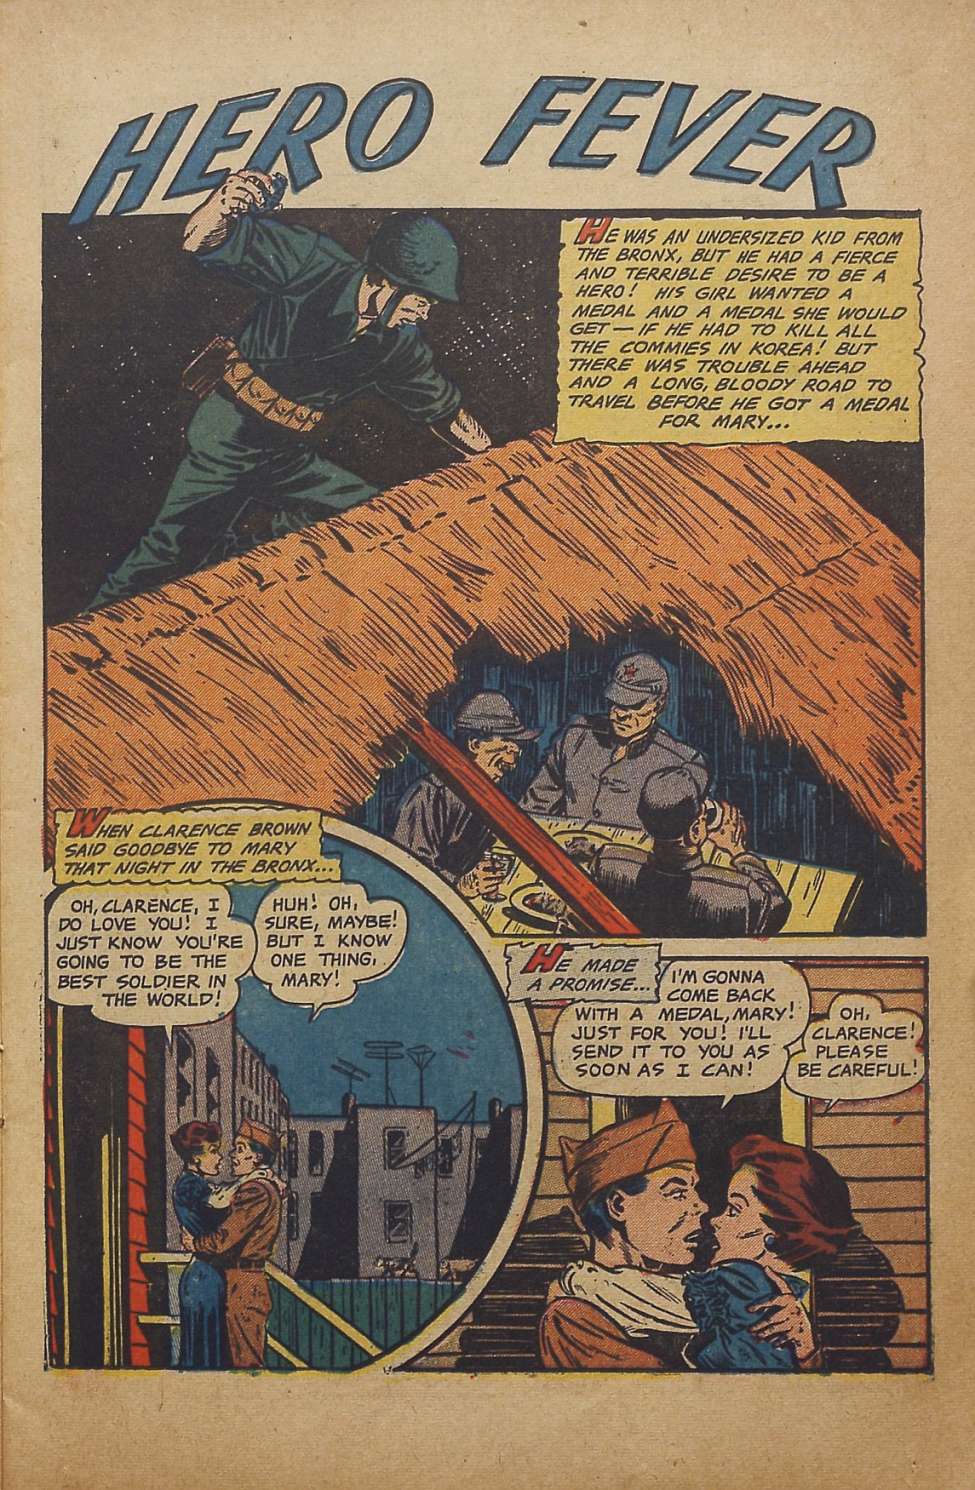 HERO FEVER
HE WAS AN UNDERSIZED KID FROM
THE BRONX, BUT HE HAD A FIERCE
AND TERRIBLE DESIRE TO BE A
HERO! HIS GIRL WANTED A
MEDAL AND A MEDAL SHE WOULD
GET — IF HE HAD TO KILL ALL
THE COMMIES IN KOREA! BUT
THERE WAS TROUBLE AHEAD
AND A LONG, BLOODY ROAD TO
TRAVEL BEFORE HE GOT A MEDAL
FOR MARY...
WHEN CLARENCE BROWN
SAID GOODBYE TO MARY
THAT NIGHT IN THE BRONX...
OH, CLARENCE, I
DO LOVE YOU! I
JUST KNOW YOU'RE
GOING TO BE THE
BEST SOLDIER IN
THE WORLD!
HUH! OH,
SURE, MAYBE!
BUT I KNOW
ONE THING,
MARY!
HE MADE
A PROMISE...
I'M GONNA
COME BACK
WITH A MEDAL, MARY!
JUST FOR YOU! I'LL
SEND IT TO YOU AS
SOON AS I CAN!
OH,
CLARENCE!
PLEASE
BE CAREFUL!